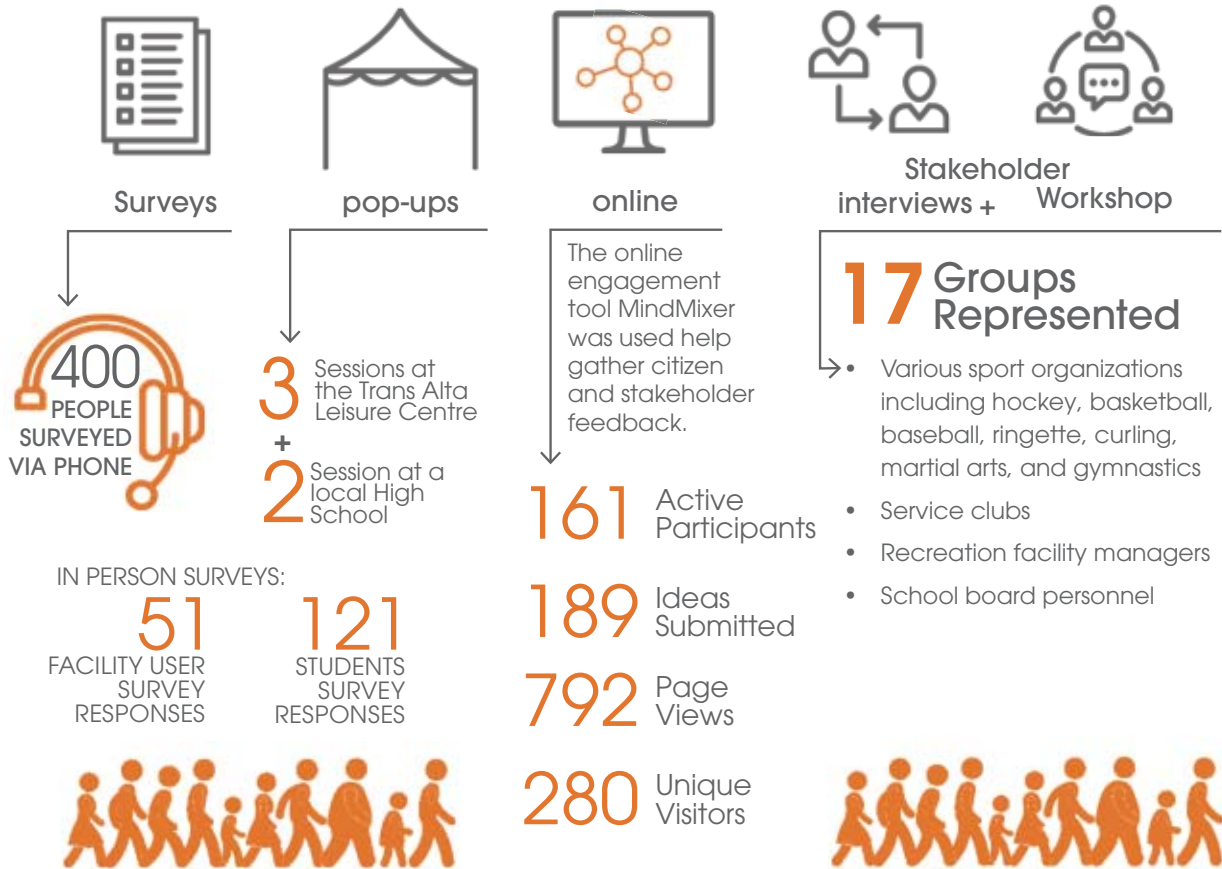 Surveys
400
PEOPLE
SURVEYED
VIA PHONE
IN PERSON SURVEYS:
51
FACILITY USER
SURVEY
RESPONSES
121
STUDENTS
SURVEY
RESPONSES
pop-ups
3
Sessions at
the Trans Alta
Leisure Centre
+
2
Session at a
local High
School
online
The online
engagement
tool MindMixer
was used help
gather citizen
and stakeholder
feedback.
161
Active
Participants
189
Ideas
Submitted
792
Page
Views
280
Unique
Visitors
Stakeholder
interviews + Workshop
17
Groups
Represented
• Various sport organizations
including hockey, basketball,
baseball, ringette, curling,
martial arts, and gymnastics
• Service clubs
• Recreation facility managers
• School board personnel